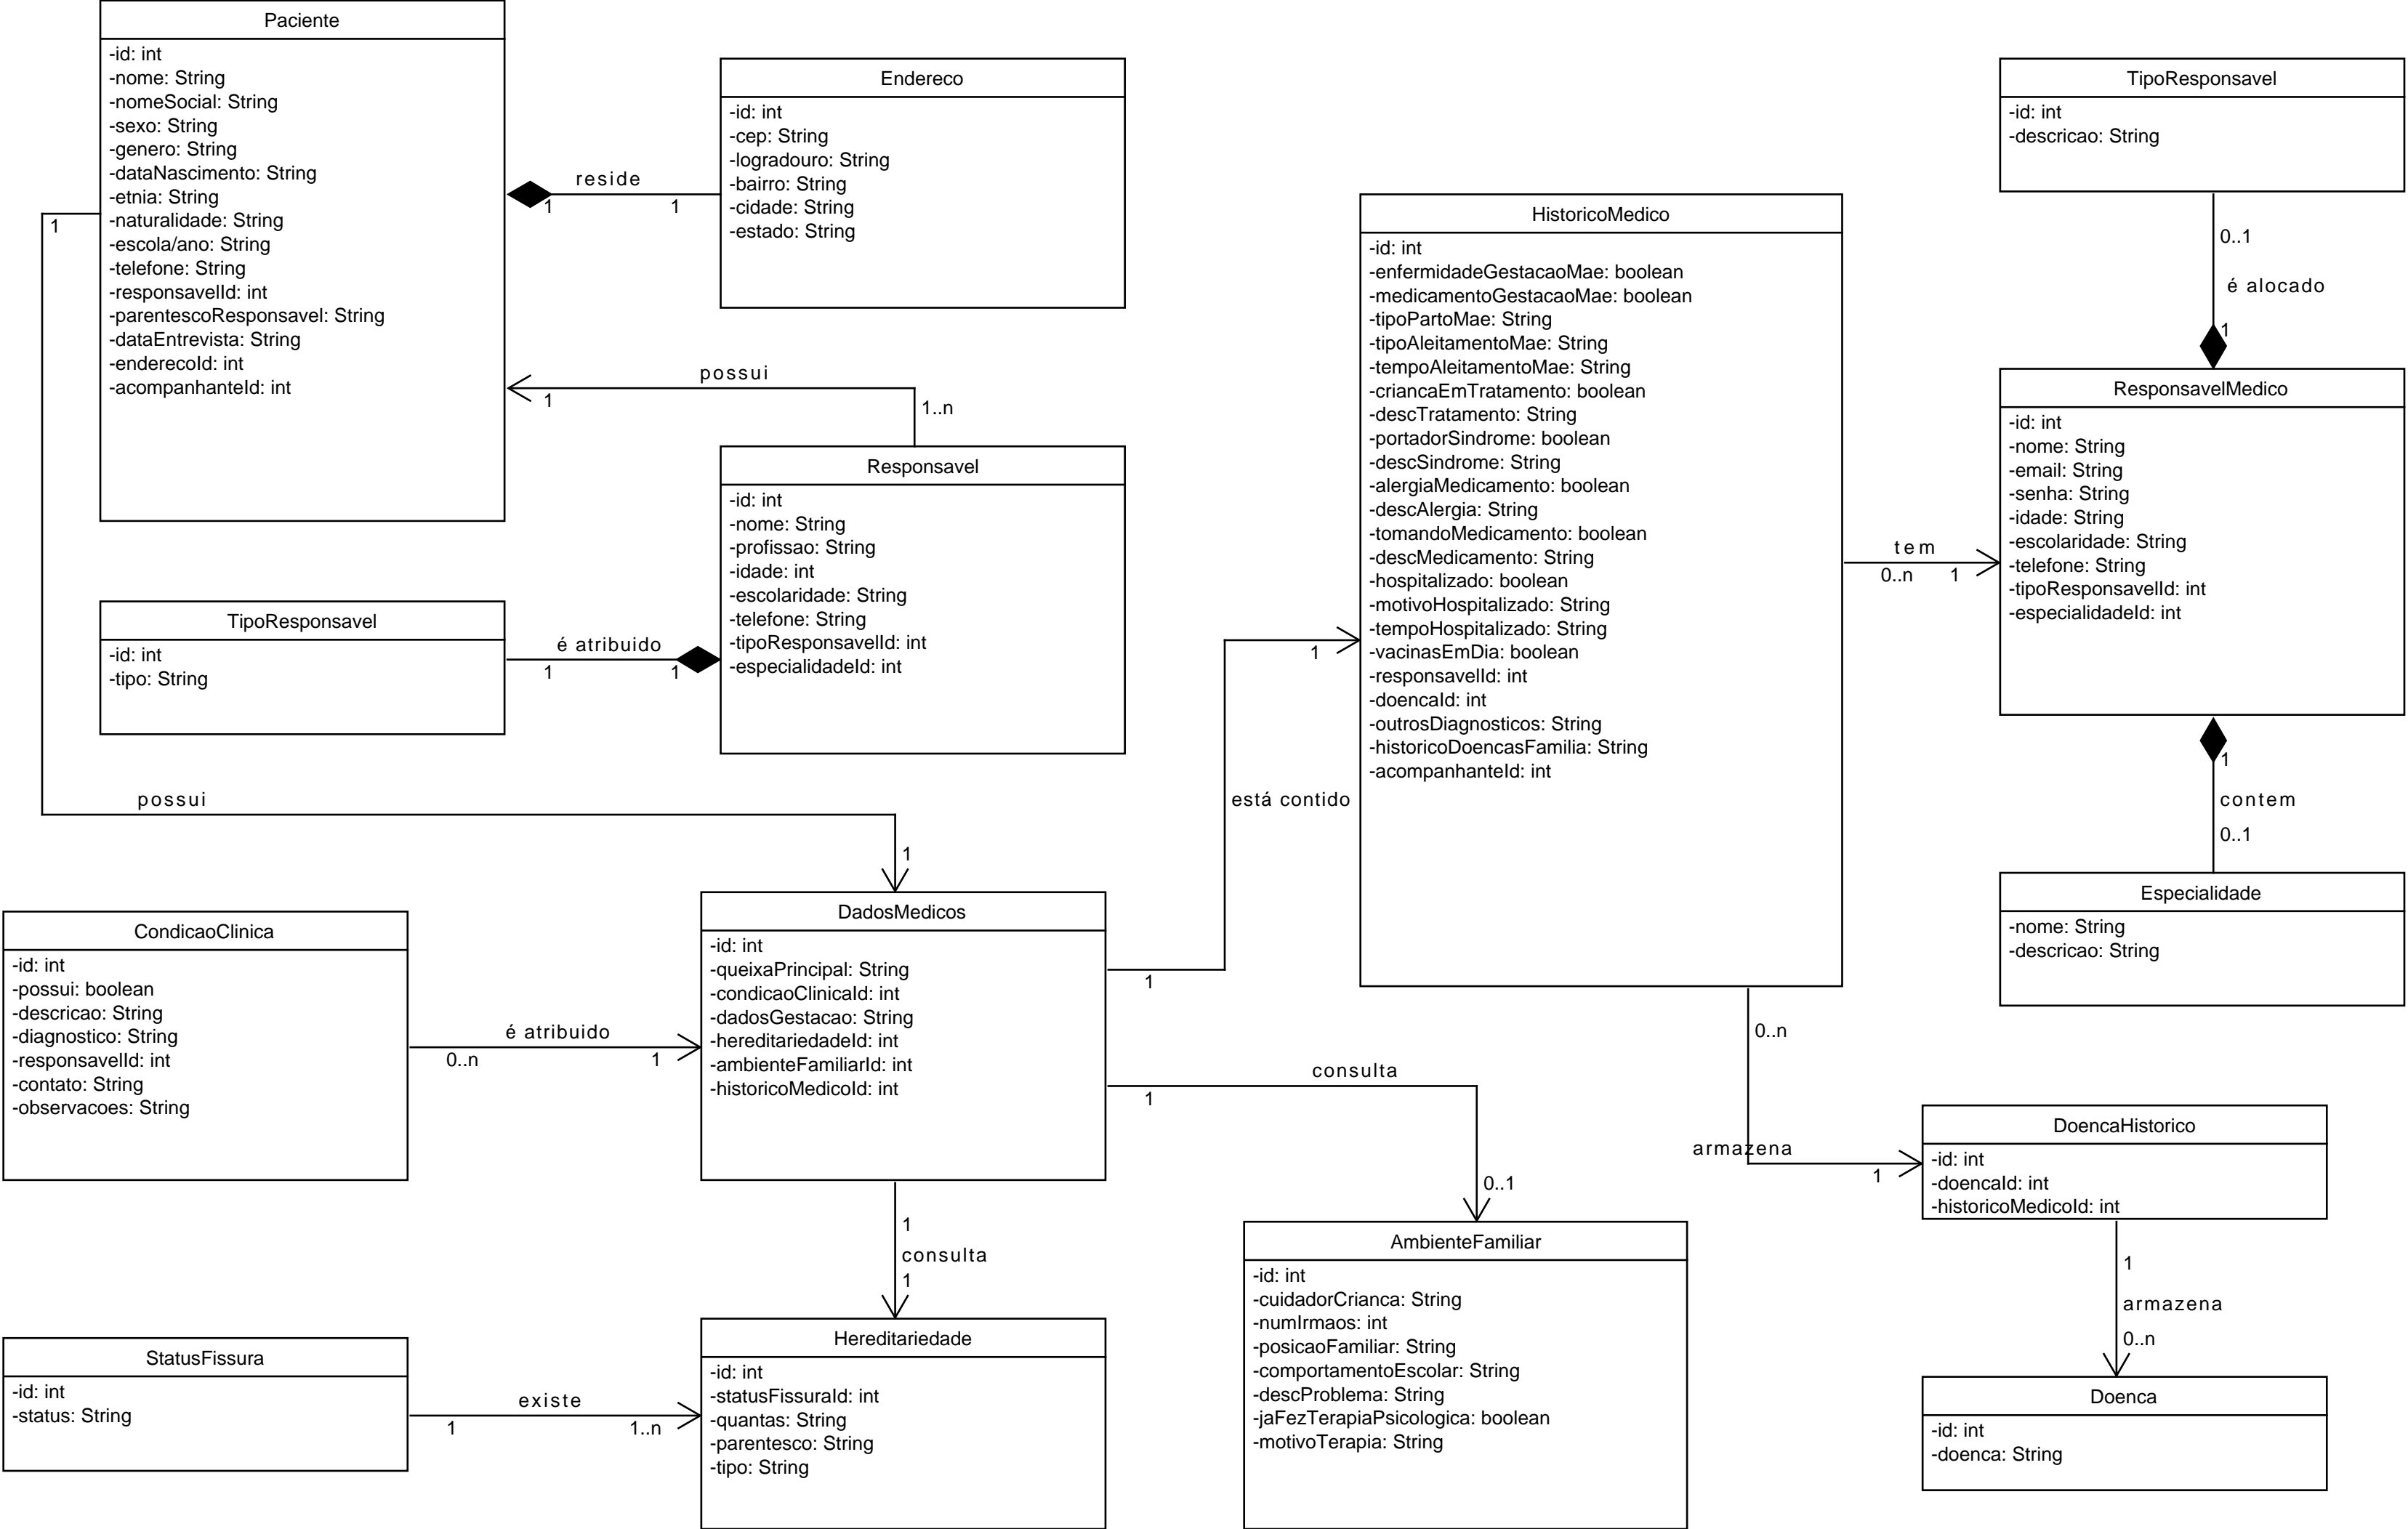 Paciente
-id: int
-nome: String
-nomeSocial: String
-sexo: String
-genero: String
-dataNascimento: String
-etnia: String
-naturalidade: String
-escola/ano: String
-telefone: String
-responsavelId: int
-parentescoResponsavel: String
-dataEntrevista: String
-enderecoId: int
-acompanhanteId: int
1
reside
1
1
Endereco
-id: int
-cep: String
-logradouro: String
-bairro: String
-cidade: String
-estado: String
possui
1
1..n
Responsavel
-id: int
-nome: String
-profissao: String
-idade: int
-escolaridade: String
-telefone: String
-tipoResponsavelId: int
-especialidadeId: int
TipoResponsavel
-id: int
-tipo: String
é atribuido
1
1
possui
1
HistoricoMedico
-id: int
-enfermidadeGestacaoMae: boolean
-medicamentoGestacaoMae: boolean
-tipoPartoMae: String
-tipoAleitamentoMae: String
-tempoAleitamentoMae: String
-criancaEmTratamento: boolean
-descTratamento: String
-portadorSindrome: boolean
-descSindrome: String
-alergiaMedicamento: boolean
-descAlergia: String
-tomandoMedicamento: boolean
-descMedicamento: String
-hospitalizado: boolean
-motivoHospitalizado: String
-tempoHospitalizado: String
-vacinasEmDia: boolean
-responsavelId: int
-doencaId: int
-outrosDiagnosticos: String
-historicoDoencasFamilia: String
-acompanhanteId: int
TipoResponsavel
-id: int
-descricao: String
0..1
é alocado
1
ResponsavelMedico
-id: int
-nome: String
-email: String
-senha: String
-idade: String
-escolaridade: String
-telefone: String
-tipoResponsavelId: int
-especialidadeId: int
tem
0..n
1
1
contem
0..1
Especialidade
-nome: String
-descricao: String
1
está contido
1
CondicaoClinica
-id: int
-possui: boolean
-descricao: String
-diagnostico: String
-responsavelId: int
-contato: String
-observacoes: String
é atribuido
0..n
1
DadosMedicos
-id: int
-queixaPrincipal: String
-condicaoClinicaId: int
-dadosGestacao: String
-hereditariedadeId: int
-ambienteFamiliarId: int
-historicoMedicoId: int
consulta
1
0..1
1
consulta
1
0..n
armazena
1
DoencaHistorico
-id: int
-doencaId: int
-historicoMedicoId: int
1
armazena
0..n
Doenca
-id: int
-doenca: String
AmbienteFamiliar
-id: int
-cuidadorCrianca: String
-numIrmaos: int
-posicaoFamiliar: String
-comportamentoEscolar: String
-descProblema: String
-jaFezTerapiaPsicologica: boolean
-motivoTerapia: String
StatusFissura
-id: int
-status: String
existe
1
1..n
Hereditariedade
-id: int
-statusFissuraId: int
-quantas: String
-parentesco: String
-tipo: String